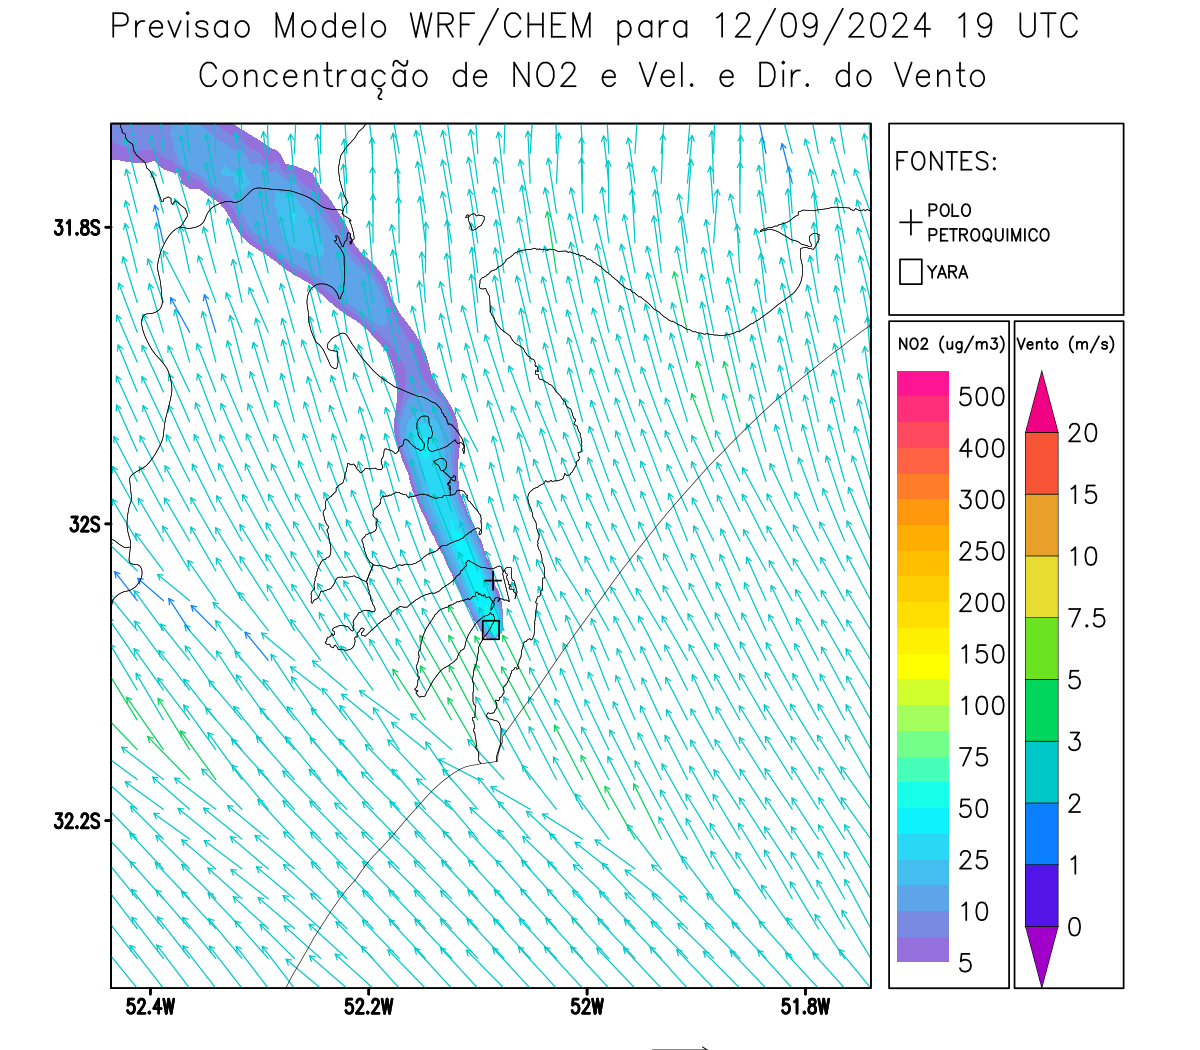 Previsao Modelo WRF/CHEM para 12/09/2024 19 UTC
Concentração de NO2 e Vel. e Dir. do Vento
FONTES:
POLO
PETROQUIMICO
YARA
NO2 (ug/m3)
500
400
300
250
200
150
100
75
50
25
10
5
Vento (m/s)
20
15
10
7.5
5
3
2
1
0
31.8S
32S
32.2S
52.4W
52.2W
52W
51.8W